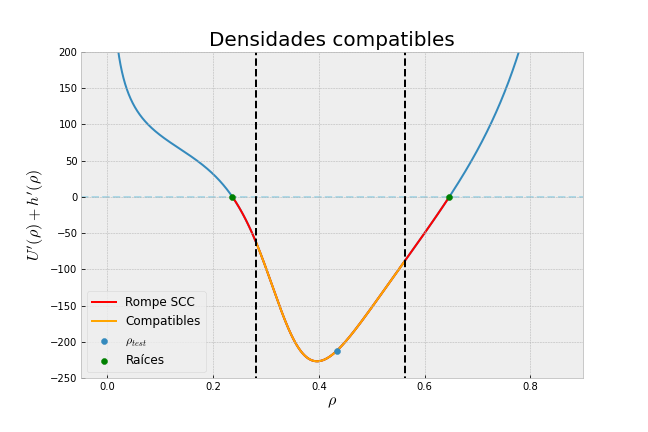 Densidades compatibles
U'(ρ) + h'(ρ)
200
150
100
50
0
−50
−100
−150
−200
−250
Rompe SCC
Compatibles
ρtest
Raíces
0.0 0.2 0.4 0.6 0.8
ρ